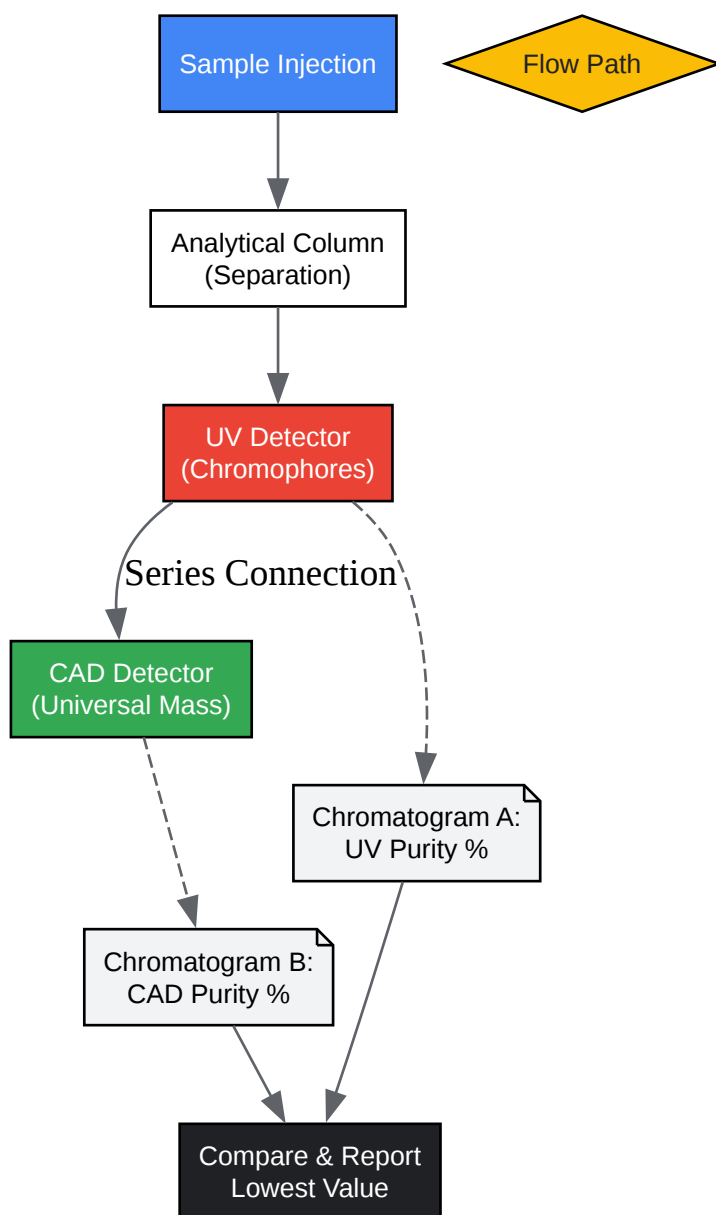 Sample Injection
Flow Path
Analytical Column
(Separation)
UV Detector
(Chromophores)
Series Connection
CAD Detector
(Universal Mass)
Chromatogram A:
UV Purity %
Chromatogram B:
CAD Purity %
Compare & Report
Lowest Value